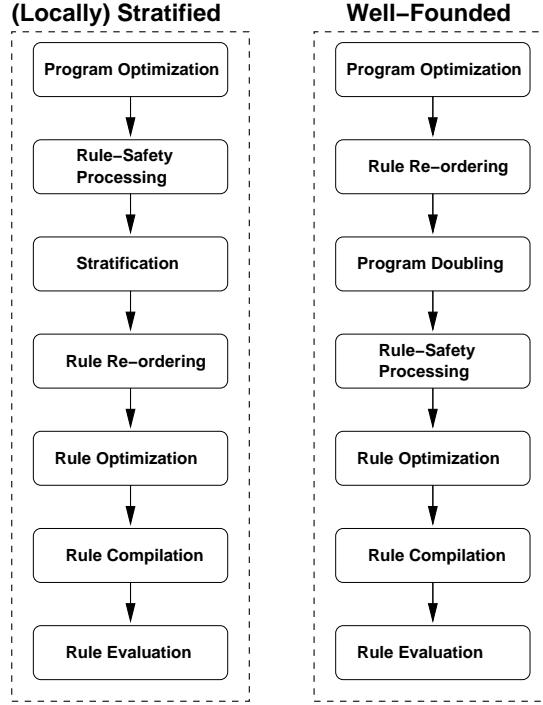 (Locally) Stratified
Program Optimization
Rule–Safety
Processing
Stratification
Rule Re–ordering
Rule Optimization
Rule Compilation
Rule Evaluation
Well–Founded
Program Optimization
Rule Re–ordering
Program Doubling
Rule–Safety
Processing
Rule Optimization
Rule Compilation
Rule Evaluation